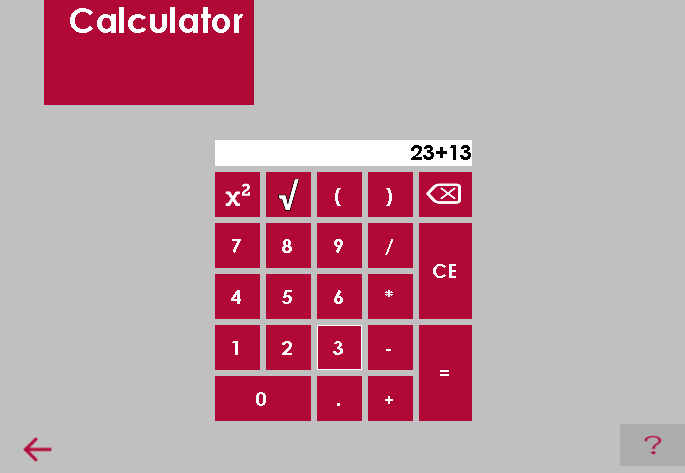 Calculator
23+13
x² √ ( )
7 8 9 /
CE
4 5 6 *
1 2 3 -
=
0 . +
?